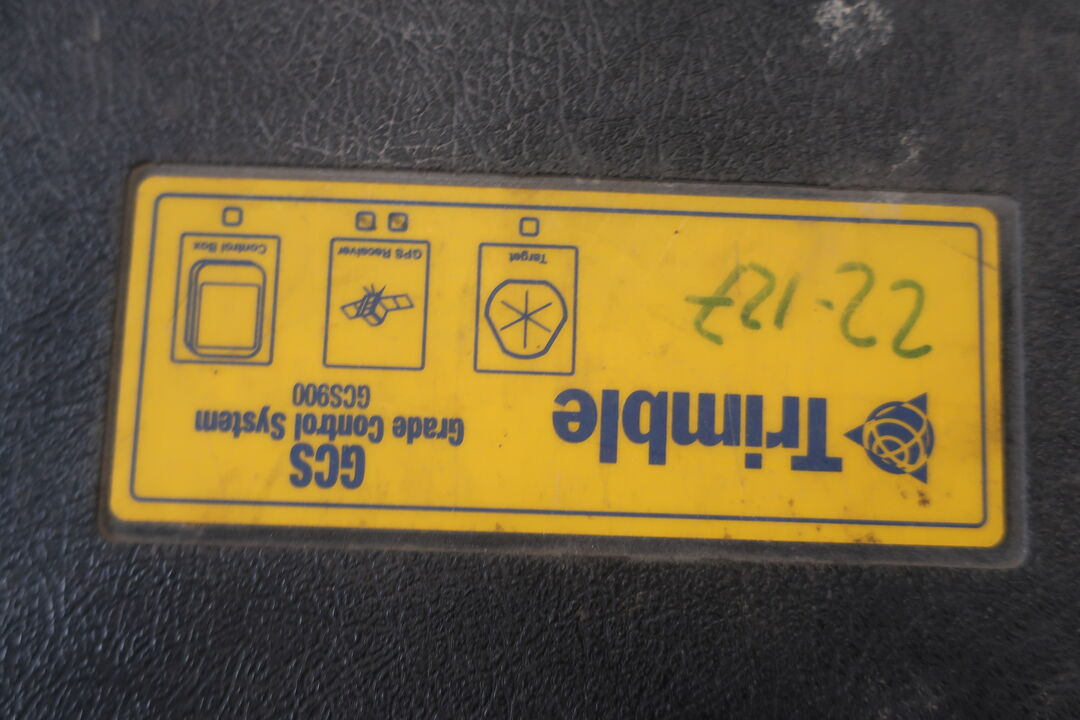 Trimble
GCS
Grade Control System
GCS900
22-127
Target
GPS Receiver
Control Box